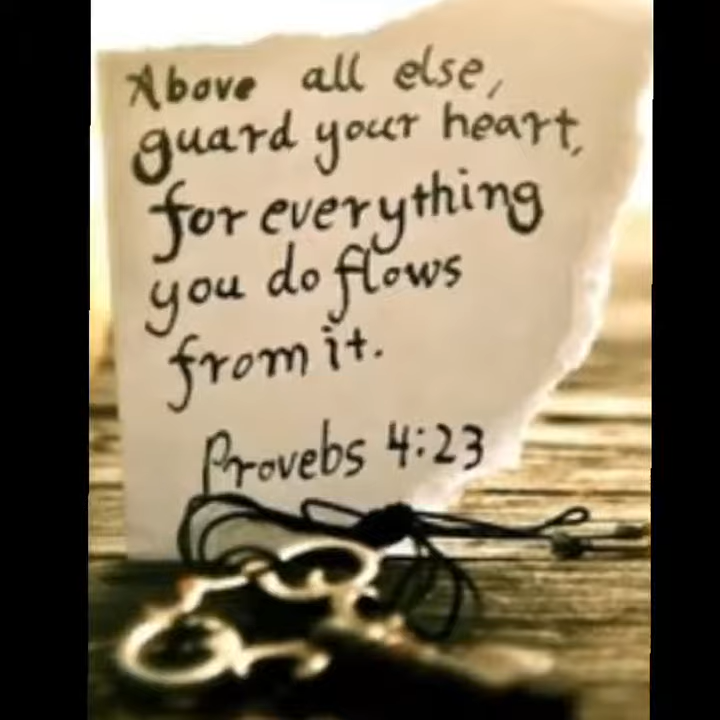 Above all else,
guard your heart,
for everything
you do flows
from it.
Provebs 4:23